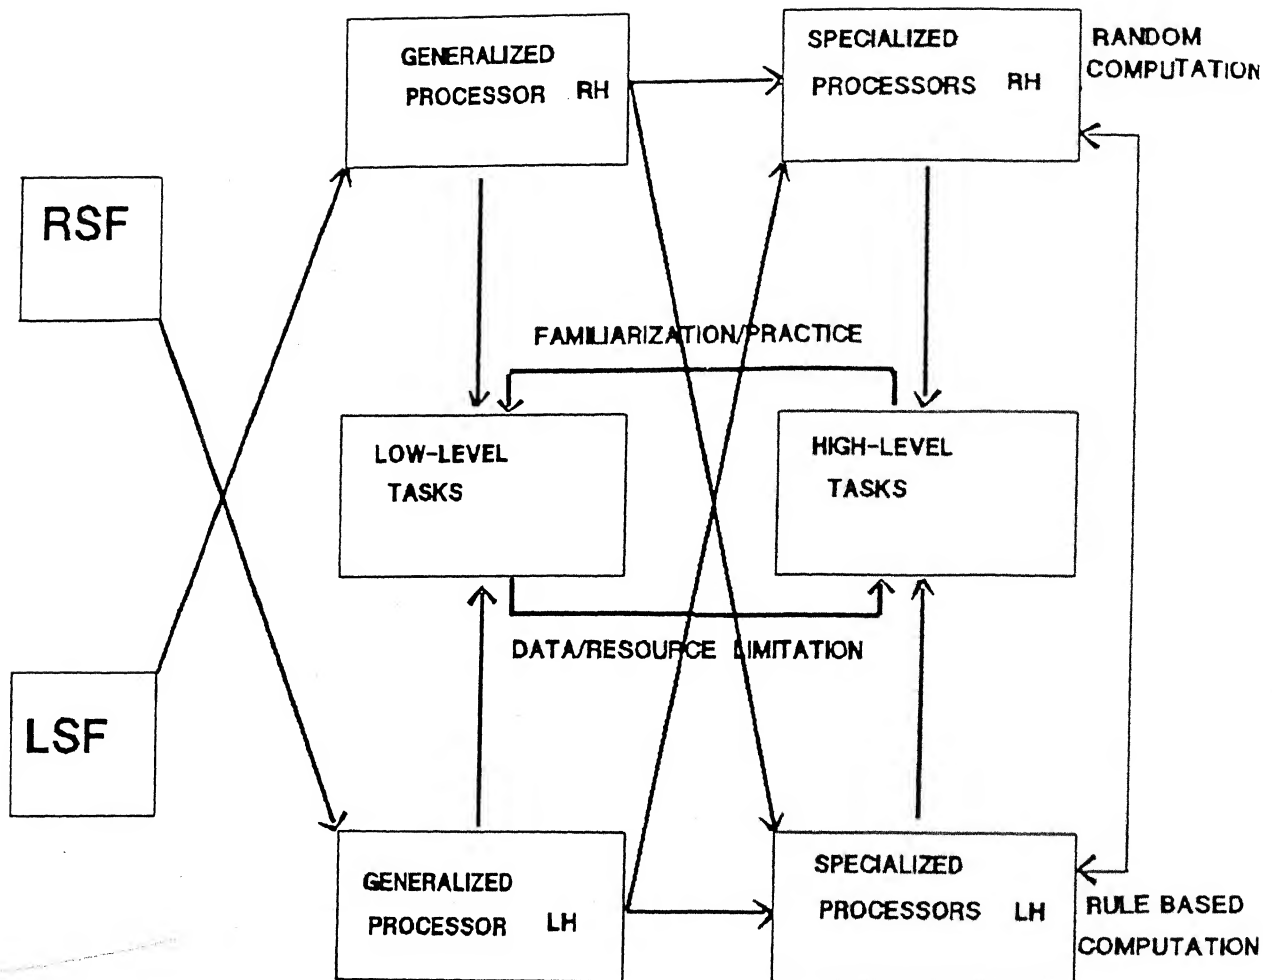 GENERALIZED
PROCESSOR RH
SPECIALIZED
PROCESSORS RH
RANDOM
COMPUTATION
RSF
FAMILIARIZATION/PRACTICE
LOW-LEVEL
TASKS
HIGH-LEVEL
TASKS
DATA/RESOURCE LIMITATION
LSF
GENERALIZED
PROCESSOR LH
SPECIALIZED
PROCESSORS LH
RULE BASED
COMPUTATION